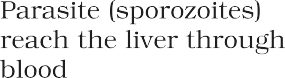 Parasite (sporozoites)
reach the liver through
blood